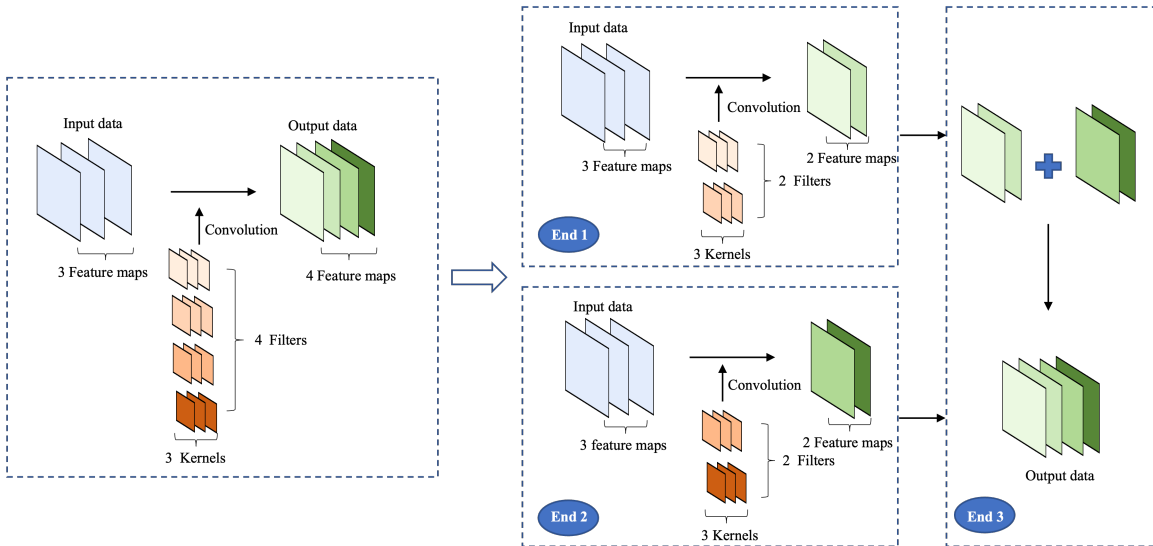 Input data
Output data
3 Feature maps
Convolution
4 Feature maps
4 Filters
3 Kernels
Input data
Convolution
3 Feature maps
2 Feature maps
2 Filters
End 1
3 Kernels
Input data
Convolution
3 feature maps
2 Feature maps
2 Filters
End 2
3 Kernels
Output data
End 3